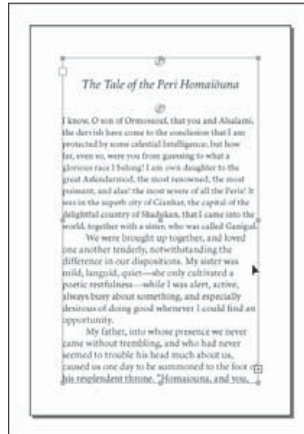 The Tale of the Peri Homaïouna
I know, O son of Ormossouf, that you and Alsalami,
the dervish have come to the conclusion that I am
protected by some celestial Intelligence; but how
far, even so, were you from guessing to what a
glorious race I belong! I am own daughter to the
great Asfendarmod, the most renowned, the most
puissant, and alas! the most severe of all the Peris! It
was in the superb city of Gianhar, the capital of the
delightful country of Shadukan, that I came into the
world, together with a sister, who was called Ganigul.
We were brought up together, and loved
one another tenderly, notwithstanding the
difference in our dispositions. My sister was
mild, languid, quiet—she only cultivated a
poetic restfulness—while I was alert, active,
always busy about something, and especially
desirous of doing good whenever I could find an
opportunity.
My father, into whose presence we never
came without trembling, and who had never
seemed to trouble his head much about us,
caused us one day to be summoned to the foot of
his resplendent throne. "Homaiouna, and you,